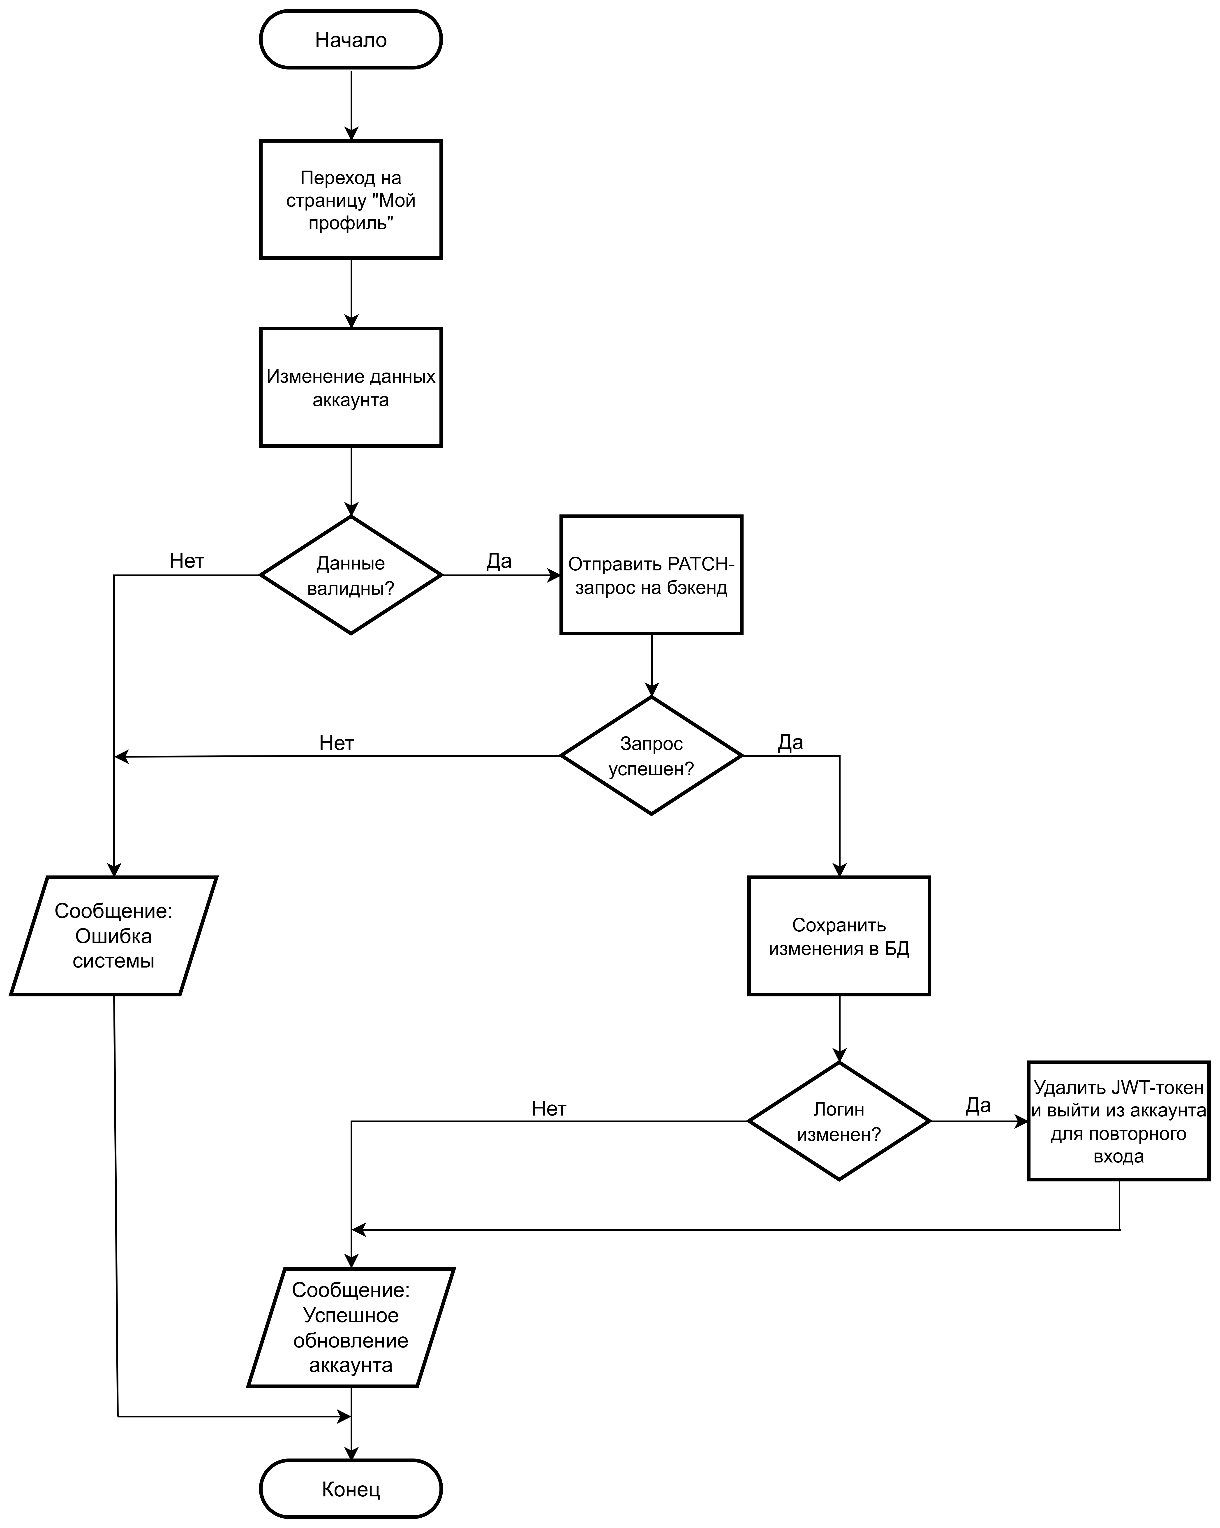 Начало
Переход на
страницу "Мой
профиль"
Изменение данных
аккаунта
Нет
Данные
валидны?
Да
Отправить PATCH-
запрос на бэкенд
Нет
Запрос
успешен?
Да
Сообщение:
Ошибка
системы
Сохранить
изменения в БД
Нет
Логин
изменен?
Да
Удалить JWT-токен
и выйти из аккаунта
для повторного
входа
Сообщение:
Успешное
обновление
аккаунта
Конец